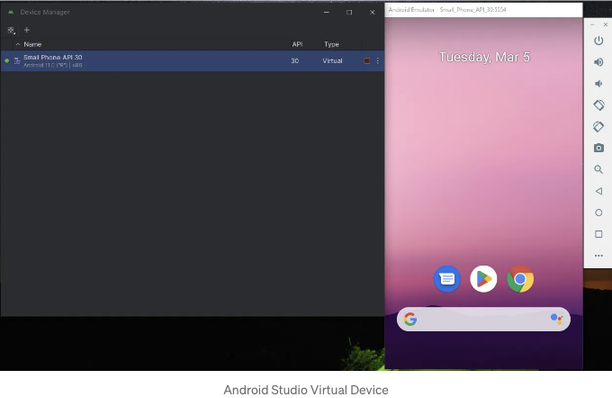 Device Manager
Name API Type
Small Phone API 30
Android 11.0 ("R") | x86
30 Virtual
Android Emulator - Small_Phone_API_30:5554
Tuesday, Mar 5
Android Studio Virtual Device